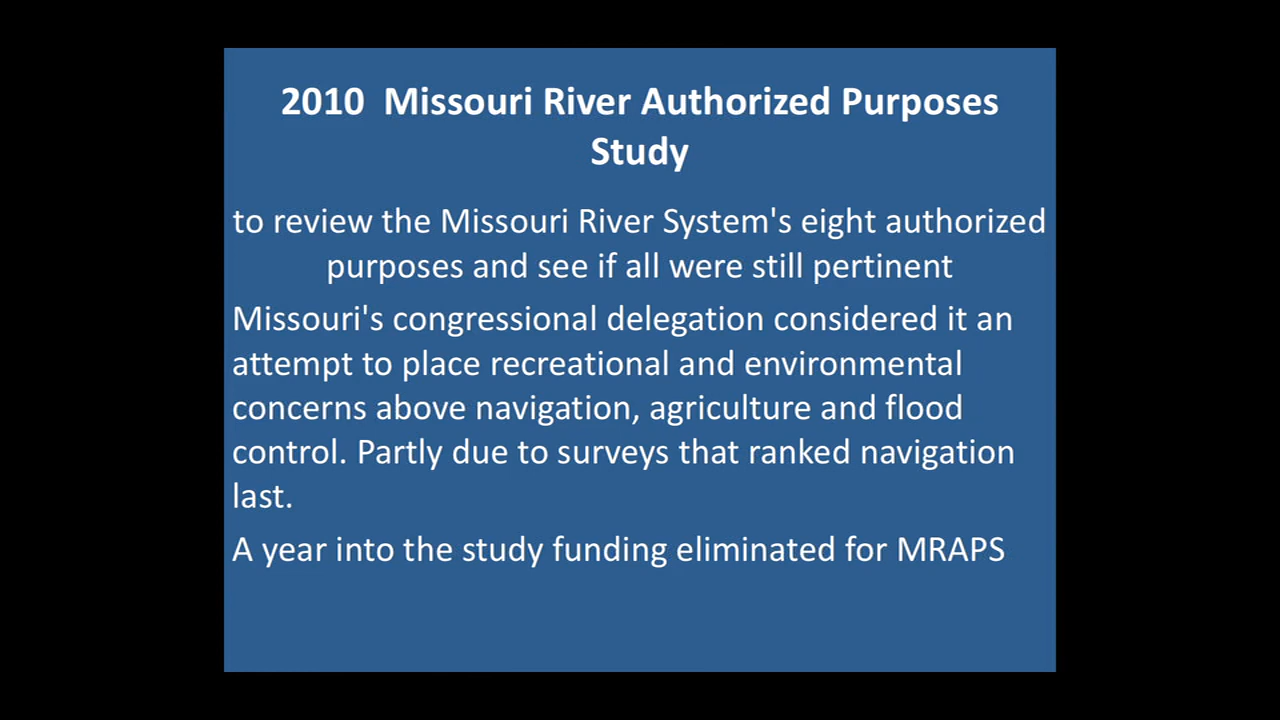 2010  Missouri River Authorized Purposes
Study
to review the Missouri River System's eight authorized
purposes and see if all were still pertinent
Missouri's congressional delegation considered it an
attempt to place recreational and environmental
concerns above navigation, agriculture and flood
control. Partly due to surveys that ranked navigation
last.
A year into the study funding eliminated for MRAPS